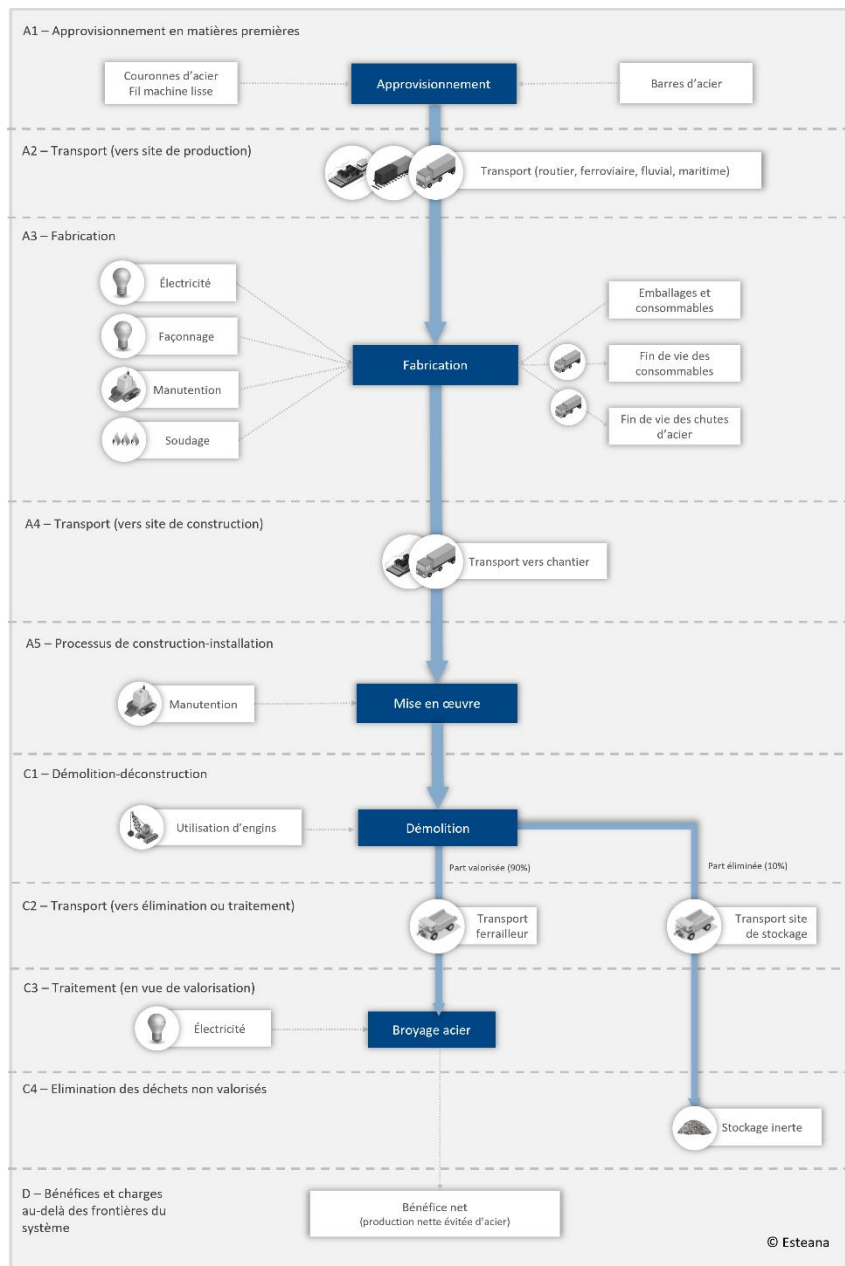 A1 – Approvisionnement en matières premières
Couronnes d'acier
Fil machine lisse
Approvisionnement
Barres d'acier
A2 – Transport (vers site de production)
Transport (routier, ferroviaire, fluvial, maritime)
A3 – Fabrication
Électricité
Façonnage
Manutention
Soudage
Fabrication
Emballages et
consommables
Fin de vie des
consommables
Fin de vie des chutes
d'acier
A4 – Transport (vers site de construction)
Transport vers chantier
A5 – Processus de construction-installation
Manutention
Mise en œuvre
C1 – Démolition-déconstruction
Utilisation d'engins
Démolition
Part valorisée (90%)
Part éliminée (10%)
C2 – Transport (vers élimination ou traitement)
Transport
ferrailleur
Transport site
de stockage
C3 – Traitement (en vue de valorisation)
Électricité
Broyage acier
C4 – Elimination des déchets non valorisés
Stockage inerte
D – Bénéfices et charges
au-delà des frontières du
système
Bénéfice net
(production nette évitée d'acier)
© Esteana